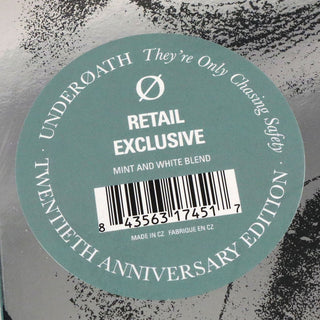 UNDERØATH They're Only Chasing Safety
· TWENTIETH ANNIVERSARY EDITION ·
Ø
RETAIL
EXCLUSIVE
MINT AND WHITE BLEND
8 43563 17451 7
MADE IN CZ FABRIQUE EN CZ